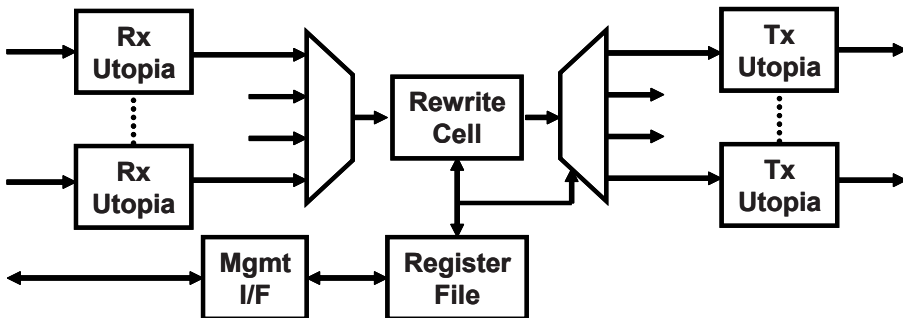 Rx
Utopia
Tx
Utopia
Rewrite
Cell
Rx
Utopia
Tx
Utopia
Mgmt
I/F
Register
File